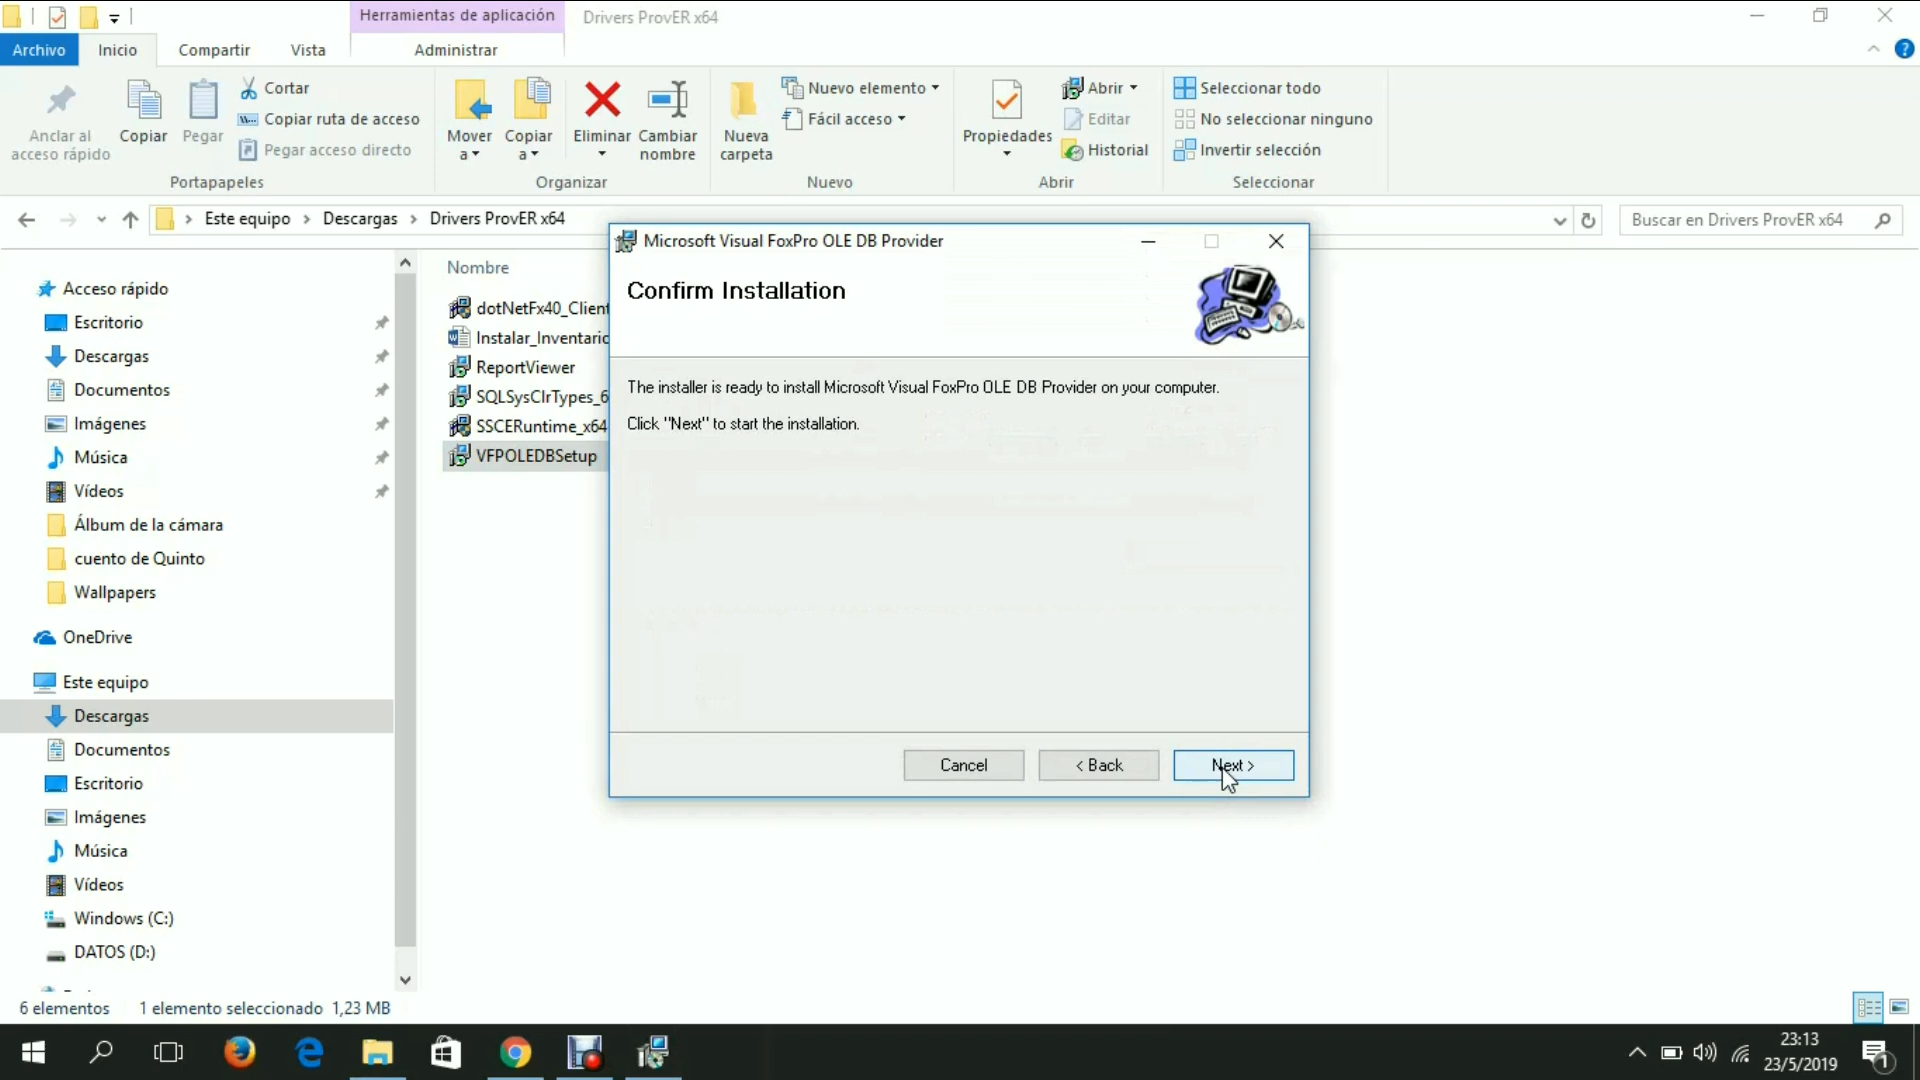 Herramientas de aplicación
Drivers ProvER x64
Archivo
Inicio
Compartir
Vista
Administrar
Anclar al
acceso rápido
Copiar
Pegar
Cortar
Copiar ruta de acceso
Pegar acceso directo
Portapapeles
Mover
a
Copiar
a
Eliminar
Cambiar
nombre
Organizar
Nueva
carpeta
Nuevo elemento
Fácil acceso
Nuevo
Propiedades
Abrir
Editar
Historial
Abrir
Seleccionar todo
No seleccionar ninguno
Invertir selección
Seleccionar
Este equipo > Descargas > Drivers ProvER x64
Buscar en Drivers ProvER x64
Acceso rápido
Escritorio
Descargas
Documentos
Imágenes
Música
Vídeos
Álbum de la cámara
cuento de Quinto
Wallpapers
OneDrive
Este equipo
Descargas
Documentos
Escritorio
Imágenes
Música
Vídeos
Windows (C:)
DATOS (D:)
Nombre
dotNetFx40_Client
Instalar_Inventario
ReportViewer
SQLSysClrTypes_6
SSCERuntime_x64
VFPOLEDBSetup
Microsoft Visual FoxPro OLE DB Provider
Confirm Installation
The installer is ready to install Microsoft Visual FoxPro OLE DB Provider on your computer.
Click "Next" to start the installation.
Cancel
< Back
Next >
6 elementos
1 elemento seleccionado 1,23 MB
23:13
23/5/2019
1